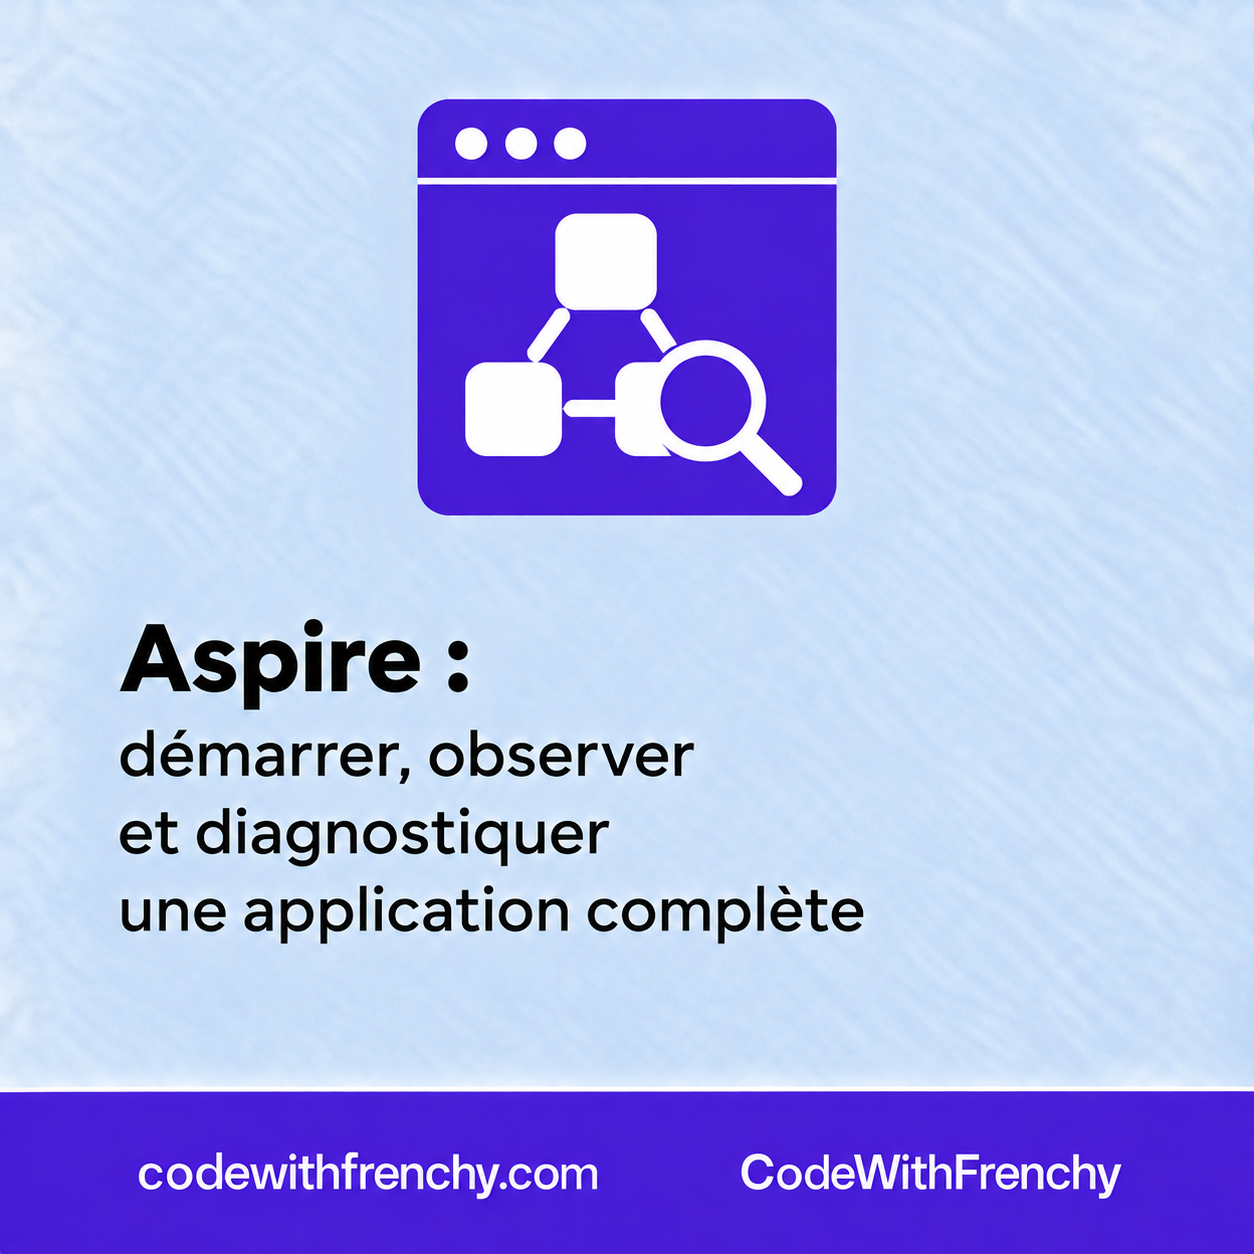 Aspire :
démarrer, observer
et diagnostiquer
une application complète
codewithfrenchy.com
CodeWithFrenchy